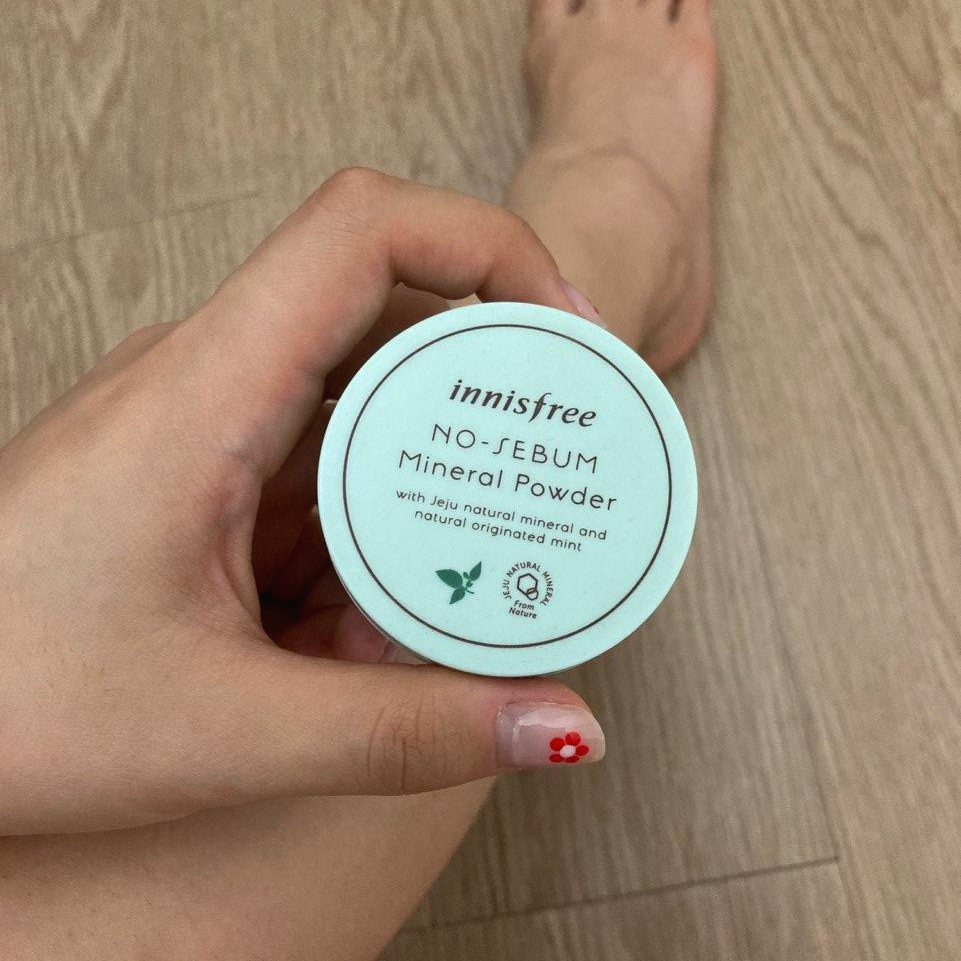 innisfree
NO-SEBUM
Mineral Powder
with Jeju natural mineral and
natural originated mint
JEJU NATURAL MINERAL
From
Nature